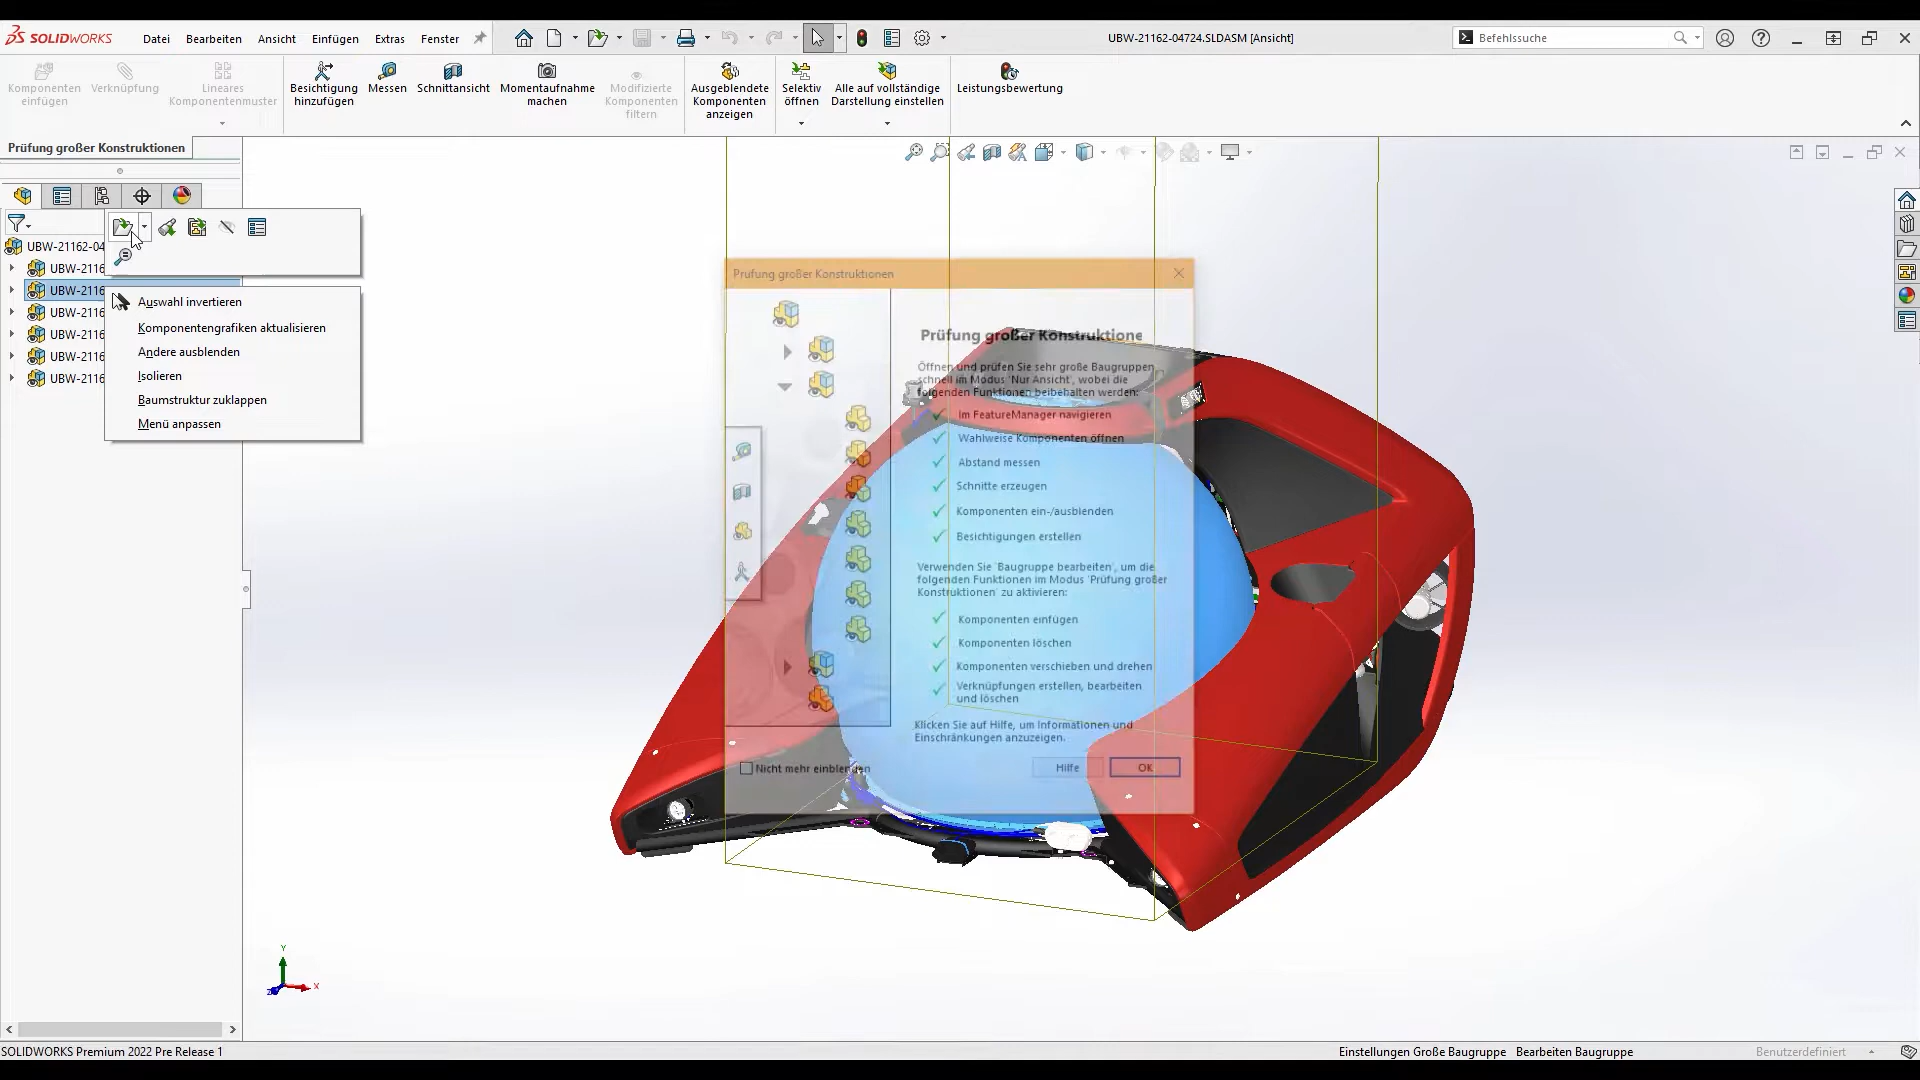 SOLIDWORKS
Datei Bearbeiten Ansicht Einfügen Extras Fenster
UBW-21162-04724.SLDASM [Ansicht]
Befehlssuche
Komponenten einfügen
Verknüpfung
Lineares Komponentenmuster
Besichtigung hinzufügen
Messen
Schnittansicht
Momentaufnahme machen
Modifizierte Komponenten filtern
Ausgeblendete Komponenten anzeigen
Selektiv öffnen
Alle auf vollständige Darstellung einstellen
Leistungsbewertung
Prüfung großer Konstruktionen
UBW-21162-04
UBW-2116
UBW-2116
UBW-2116
UBW-2116
UBW-2116
UBW-2116
Auswahl invertieren
Komponentengrafiken aktualisieren
Andere ausblenden
Isolieren
Baumstruktur zuklappen
Menü anpassen
Prüfung großer Konstruktionen
Prüfung großer Konstruktione
Öffnen und prüfen Sie sehr große Baugruppen
schnell im Modus 'Nur Ansicht', wobei die
folgenden Funktionen beibehalten werden:
Im FeatureManager navigieren
Wahlweise Komponenten öffnen
Abstand messen
Schnitte erzeugen
Komponenten ein-/ausblenden
Besichtigungen erstellen
Verwenden Sie 'Baugruppe bearbeiten', um die
folgenden Funktionen im Modus 'Prüfung großer
Konstruktionen' zu aktivieren:
Komponenten einfügen
Komponenten löschen
Komponenten verschieben und drehen
Verknüpfungen erstellen, bearbeiten
und löschen
Klicken Sie auf Hilfe, um Informationen und
Einschränkungen anzuzeigen.
Nicht mehr einblenden
Hilfe
OK
Y
X
Z
SOLIDWORKS Premium 2022 Pre Release 1
Einstellungen Große Baugruppe Bearbeiten Baugruppe
Benutzerdefiniert